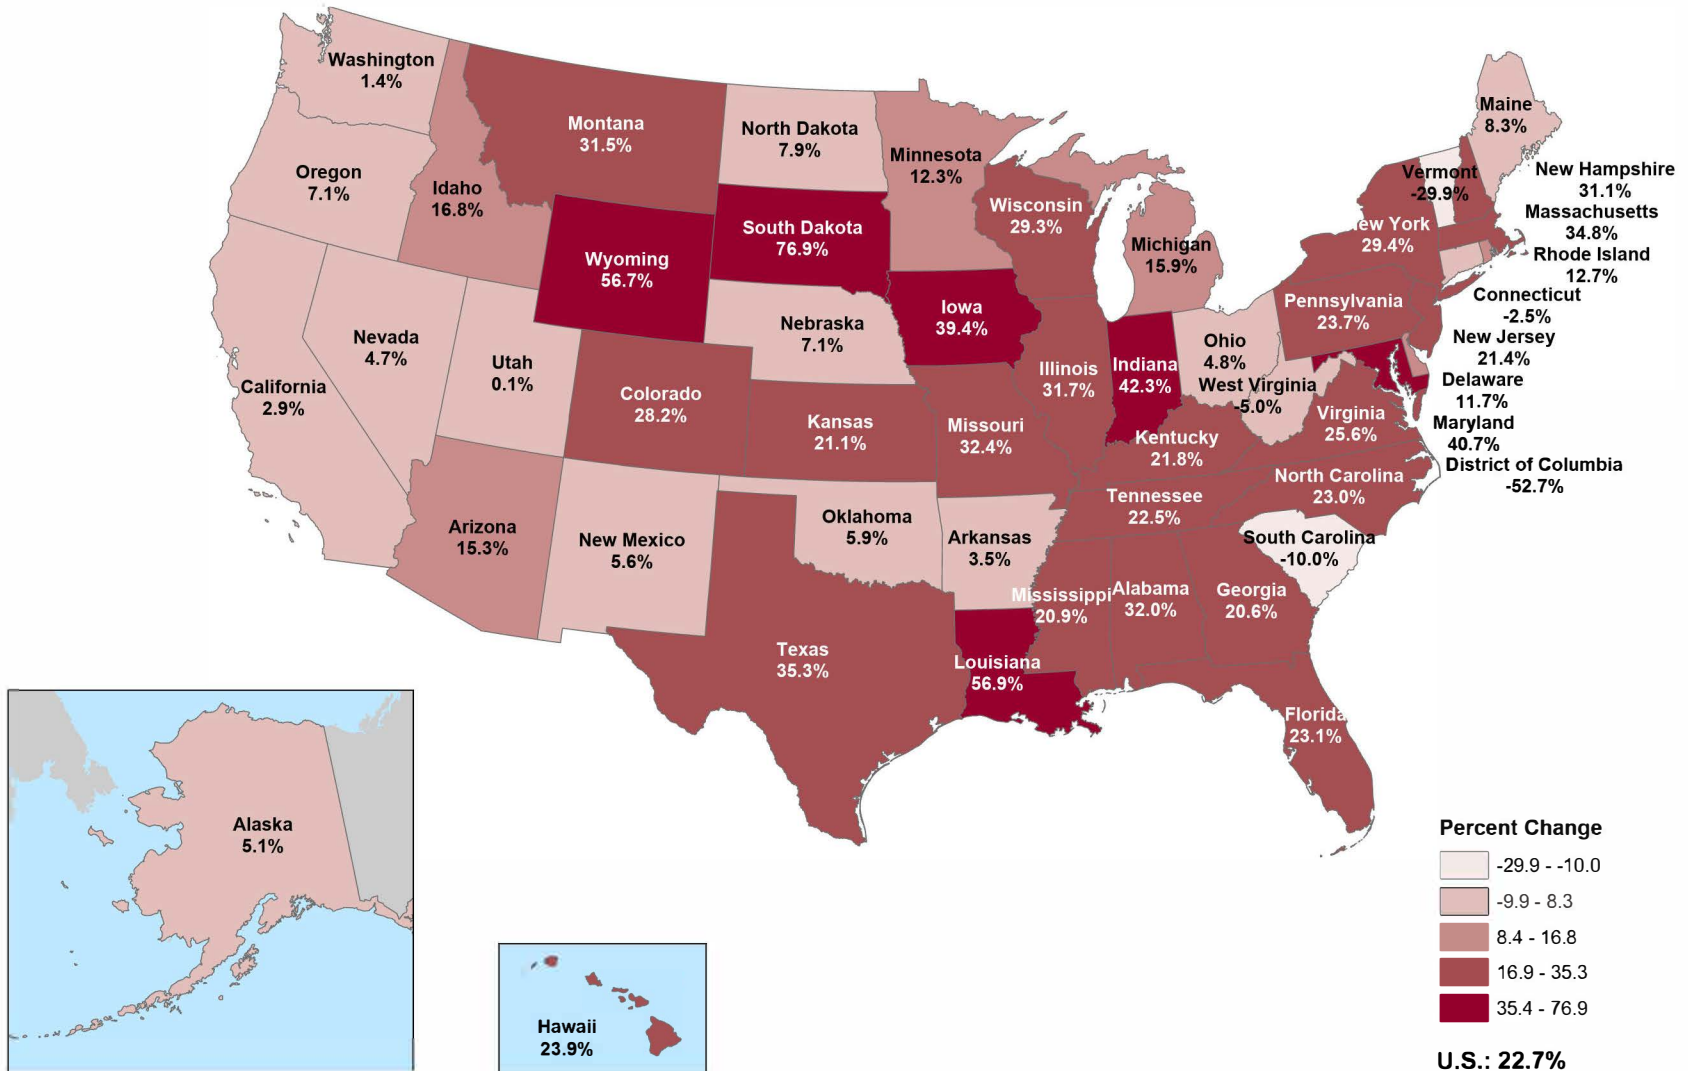 Washington
1.4%
Montana
31.5%
North Dakota
7.9%
Minnesota
12.3%
Maine
8.3%
Oregon
7.1%
Idaho
16.8%
Wyoming
56.7%
South Dakota
76.9%
Wisconsin
29.3%
Michigan
15.9%
Vermont
-29.9%
New Hampshire
31.1%
Massachusetts
34.8%
ew York
29.4%
Rhode Island
12.7%
Connecticut
-2.5%
Pennsylvania
23.7%
New Jersey
21.4%
Nevada
4.7%
Utah
0.1%
Nebraska
7.1%
Iowa
39.4%
Illinois
31.7%
Indiana
42.3%
Ohio
4.8%
West Virginia
-5.0%
Delaware
11.7%
Maryland
40.7%
District of Columbia
-52.7%
California
2.9%
Colorado
28.2%
Kansas
21.1%
Missouri
32.4%
Kentucky
21.8%
Virginia
25.6%
North Carolina
23.0%
Tennessee
22.5%
Arizona
15.3%
New Mexico
5.6%
Oklahoma
5.9%
Arkansas
3.5%
South Carolina
-10.0%
Mississippi
20.9%
Alabama
32.0%
Georgia
20.6%
Texas
35.3%
Louisiana
56.9%
Florida
23.1%
Alaska
5.1%
Hawaii
23.9%
Percent Change
-29.9 - -10.0
-9.9 - 8.3
8.4 - 16.8
16.9 - 35.3
35.4 - 76.9
U.S.: 22.7%